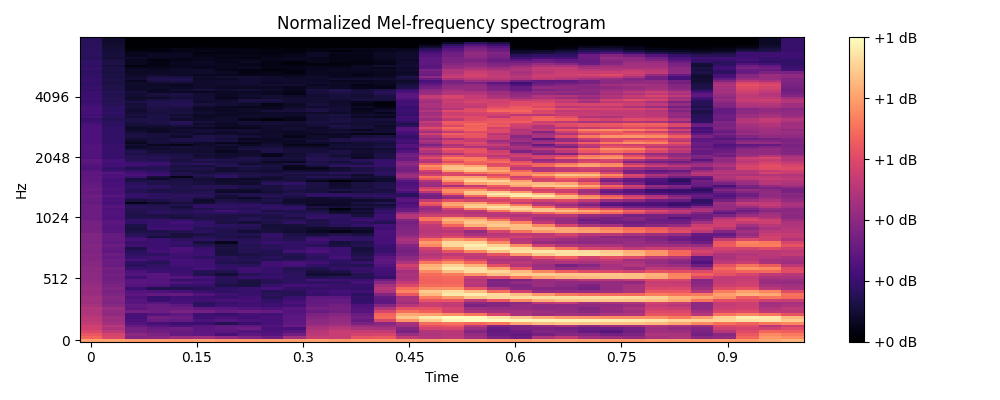 Normalized Mel-frequency spectrogram
Hz
4096
2048
1024
512
0
0 0.15 0.3 0.45 0.6 0.75 0.9
Time
+1 dB
+1 dB
+1 dB
+0 dB
+0 dB
+0 dB